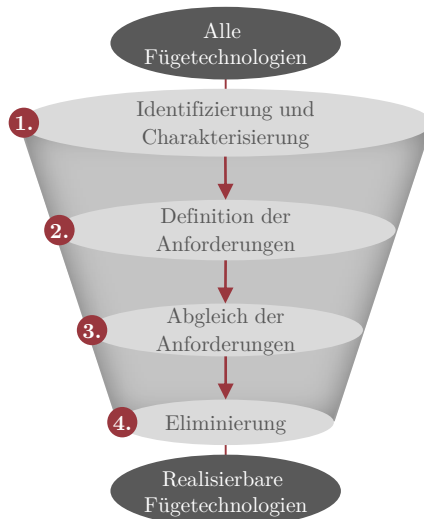 Alle
Fügetechnologien
1.
Identifizierung und
Charakterisierung
2.
Definition der
Anforderungen
3.
Abgleich der
Anforderungen
4.
Eliminierung
Realisierbare
Fügetechnologien